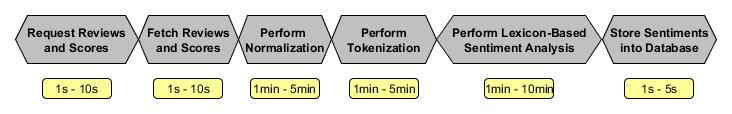 Request Reviews
and Scores
Fetch Reviews
and Scores
Perform
Normalization
Perform
Tokenization
Perform Lexicon-Based
Sentiment Analysis
Store Sentiments
into Database
1s - 10s
1s - 10s
1min - 5min
1min - 5min
1min - 10min
1s - 5s